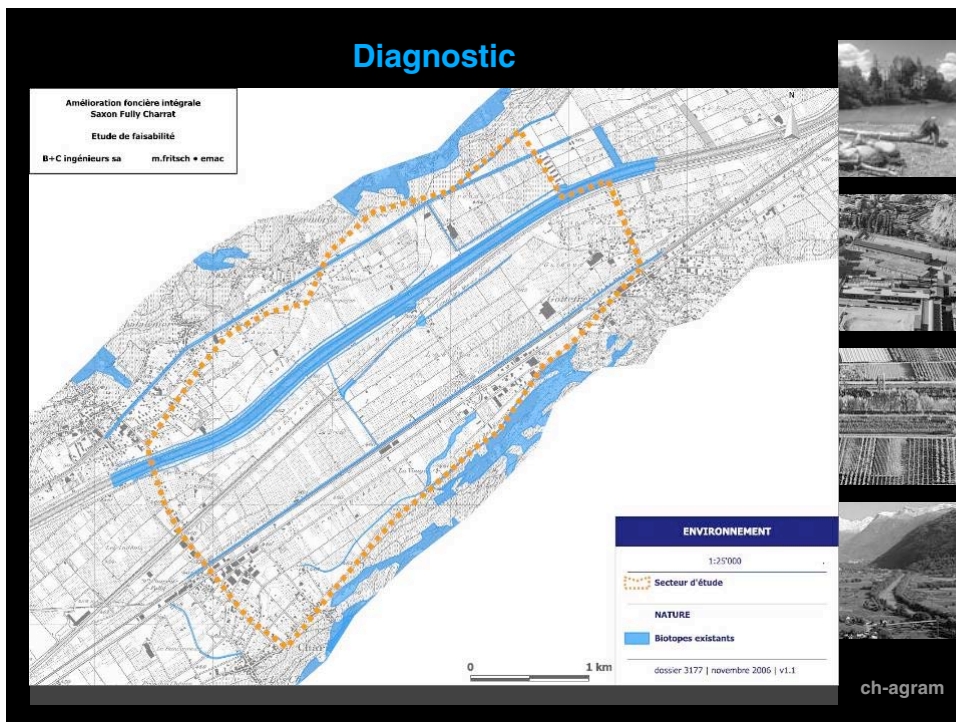 Diagnostic
Amélioration foncière intégrale
Saxon Fully Charrat
Etude de faisabilité
B+C ingénieurs sa m.fritsch • emac
N
ENVIRONNEMENT
1:25'000
Secteur d'étude
NATURE
Biotopes existants
dossier 3177 | novembre 2006 | v1.1
0 1 km
ch-agram